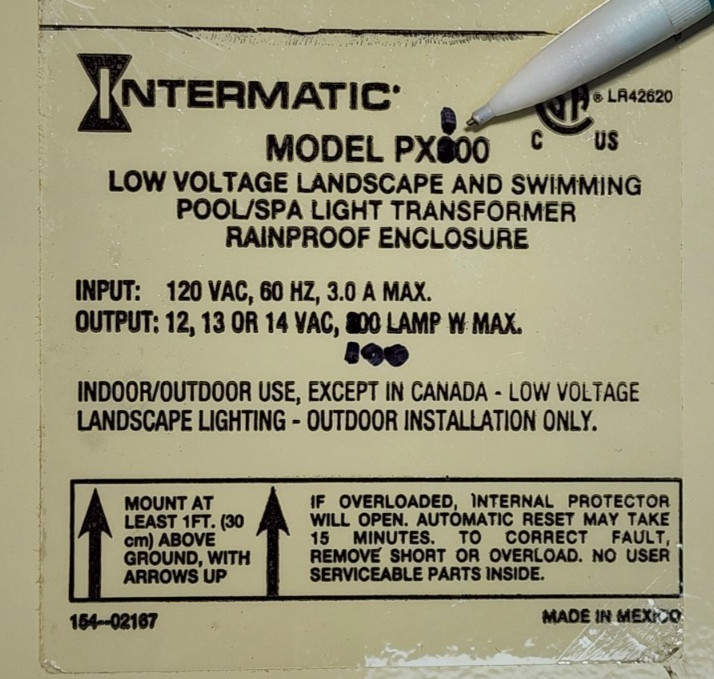 INTERMATIC
® LR42620
C US
MODEL
LOW VOLTAGE LANDSCAPE AND SWIMMING
POOL/SPA LIGHT TRANSFORMER
RAINPROOF ENCLOSURE
INPUT: 120 VAC, 60 HZ, 3.0 A MAX.
OUTPUT: 12, 13 OR 14 VAC, LAMP W MAX.
100
INDOOR/OUTDOOR USE, EXCEPT IN CANADA - LOW VOLTAGE
LANDSCAPE LIGHTING - OUTDOOR INSTALLATION ONLY.
MOUNT AT
LEAST 1FT. (30
cm) ABOVE
GROUND, WITH
ARROWS UP
IF OVERLOADED, INTERNAL PROTECTOR
WILL OPEN. AUTOMATIC RESET MAY TAKE
15 MINUTES. TO CORRECT FAULT,
REMOVE SHORT OR OVERLOAD. NO USER
SERVICEABLE PARTS INSIDE.
154--02167
MADE IN MEXICO